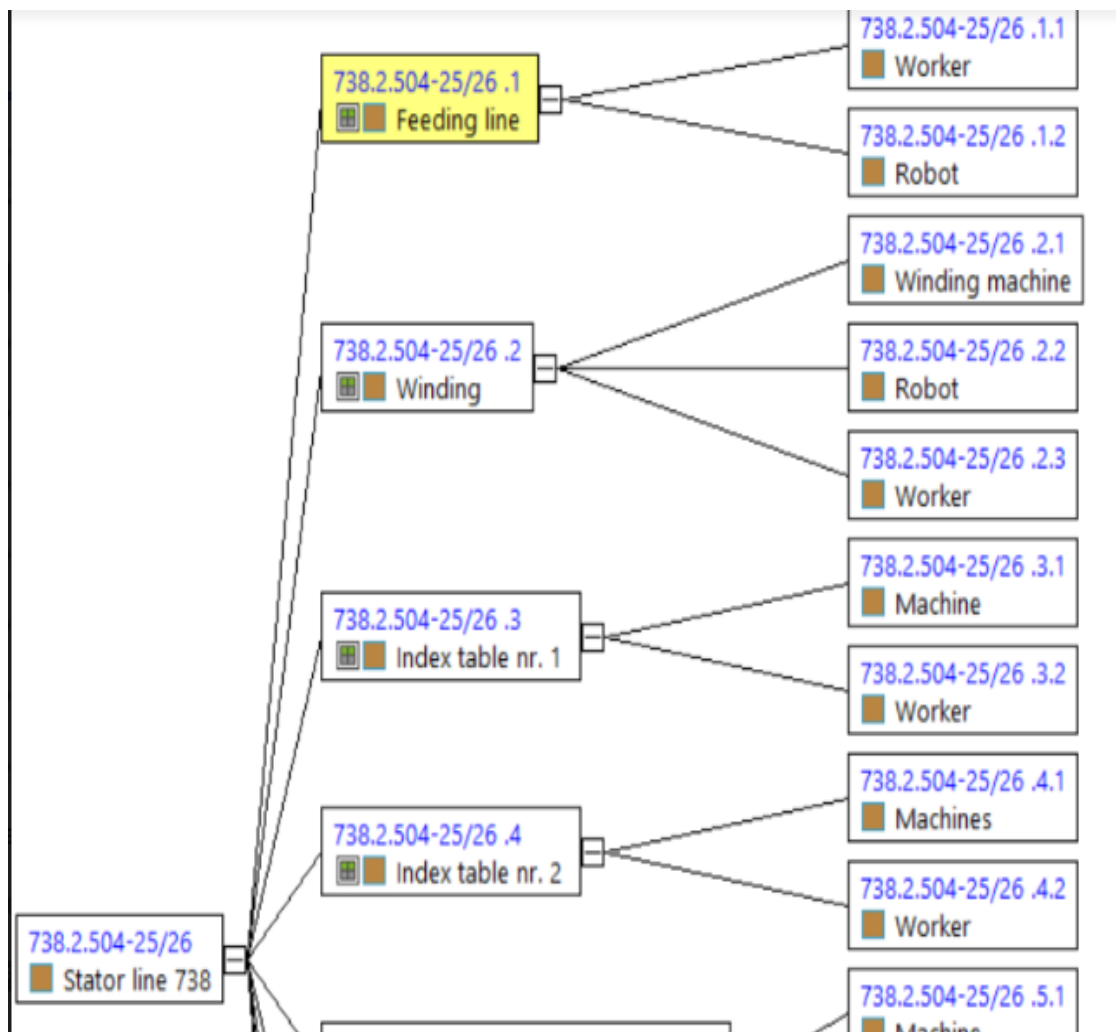 738.2.504-25/26 .1.1
Worker
738.2.504-25/26 .1
Feeding line
738.2.504-25/26 .1.2
Robot
738.2.504-25/26 .2.1
Winding machine
738.2.504-25/26 .2
Winding
738.2.504-25/26 .2.2
Robot
738.2.504-25/26 .2.3
Worker
738.2.504-25/26 .3.1
Machine
738.2.504-25/26 .3
Index table nr. 1
738.2.504-25/26 .3.2
Worker
738.2.504-25/26 .4.1
Machines
738.2.504-25/26 .4
Index table nr. 2
738.2.504-25/26 .4.2
Worker
738.2.504-25/26
Stator line 738
738.2.504-25/26 .5.1
Machine